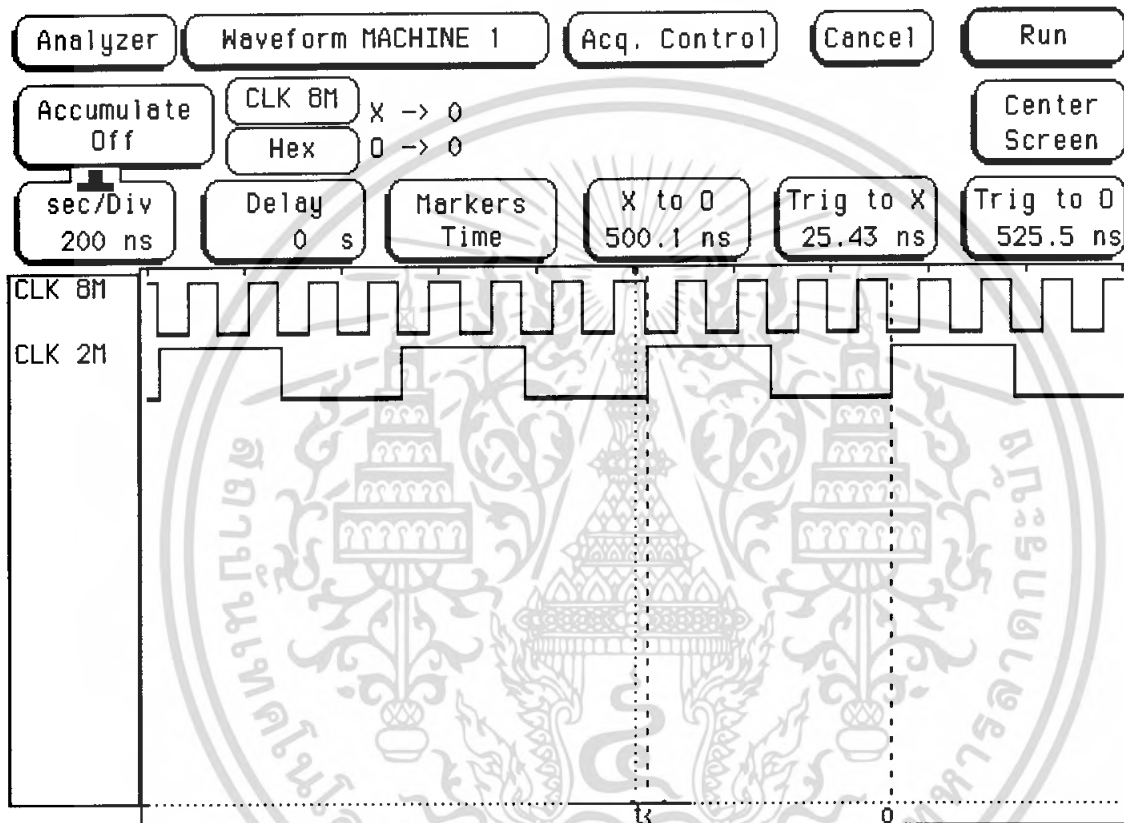 Analyzer
Waveform MACHINE 1
Acq. Control
Cancel
Run
Accumulate
Off
CLK 8M
X -> 0
Hex
O -> 0
Center
Screen
sec/Div
200 ns
Delay
0 s
Markers
Time
X to O
500.1 ns
Trig to X
25.43 ns
Trig to O
525.5 ns
CLK 8M
CLK 2M
O